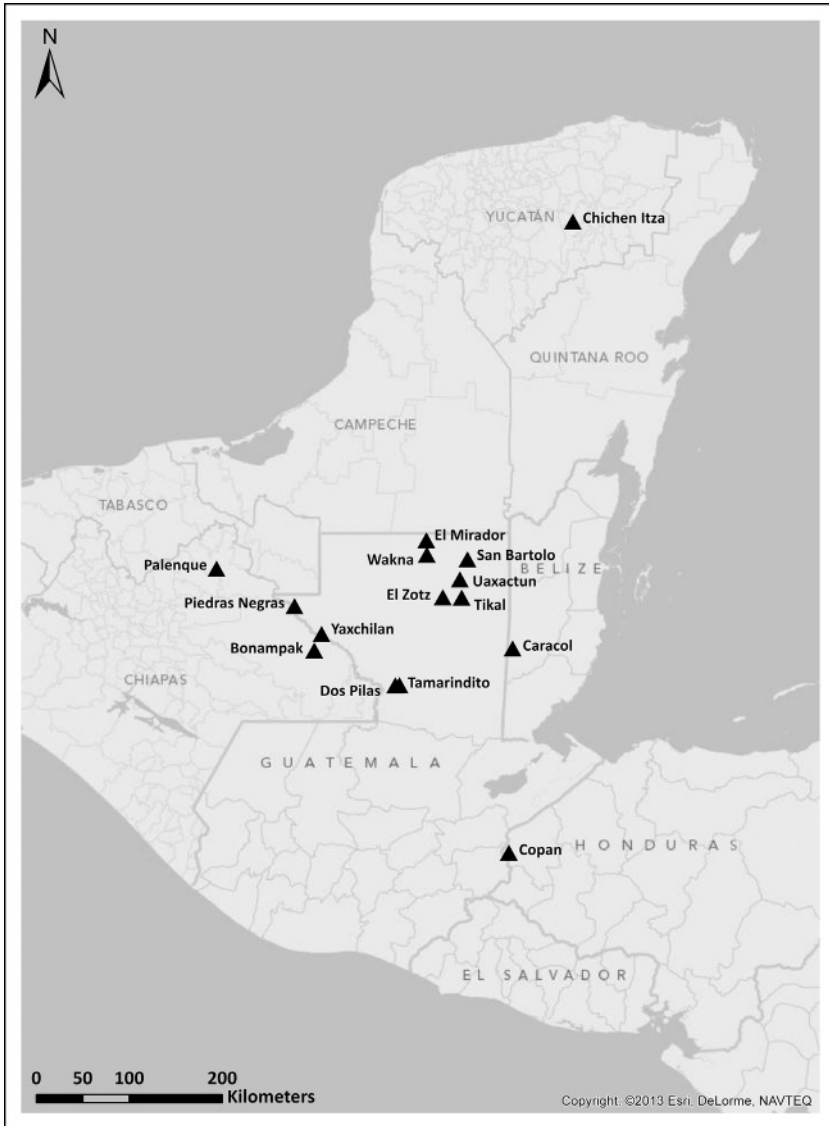 N
YUCATÁN
Chichen Itza
QUINTANA ROO
CAMPECHE
TABASCO
El Mirador
Wakna
San Bartolo
BELIZE
Palenque
Uaxactun
El Zotz
Tikal
Piedras Negras
Yaxchilan
Bonampak
Caracol
CHIAPAS
Dos Pilas
Tamarindito
GUATEMALA
Copan
HONDURAS
EL SALVADOR
0 50 100 200
Kilometers
Copyright: ©2013 Esri, DeLorme, NAVTEQ